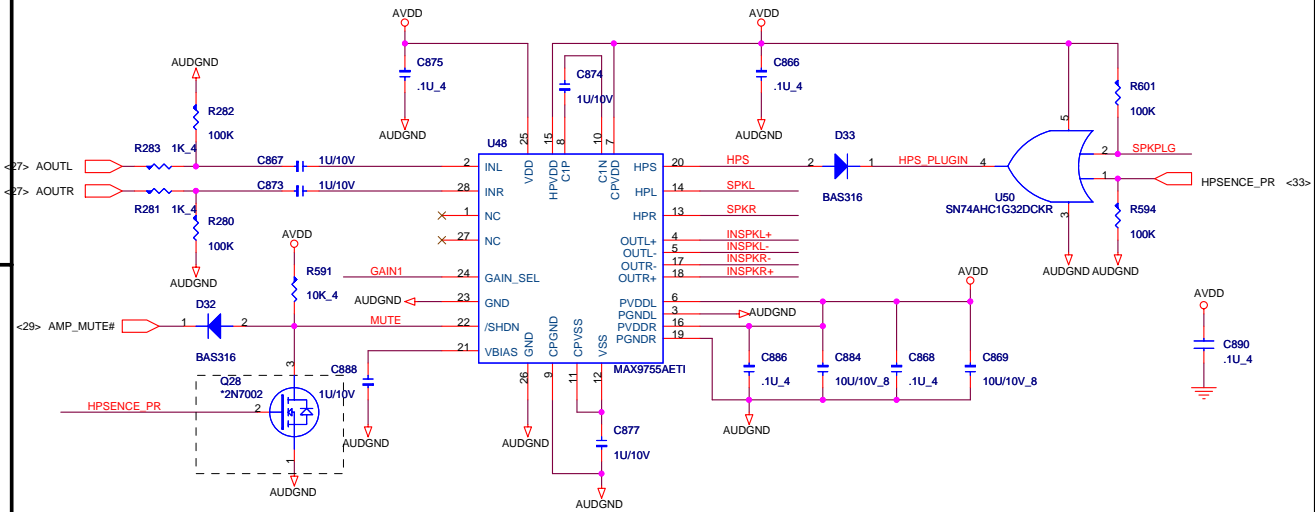 AVDD
AVDD
AUDGND
C875
.1U_4
C874
1U/10V
C866
.1U_4
R601
100K
R282
100K
AUDGND
AUDGND
R283
1K_4
C867
1U/10V
U48
25
15
8
10
7
VDD
HPVDD
C1P
C1N
CPVDD
D33
5
<27>
AOUTL
2
INL
HPS
20
HPS
2
1
HPS_PLUGIN
4
2
SPKPLG
BAS316
<27>
AOUTR
C873
1U/10V
28
INR
HPL
14
SPKL
1
HPSENCE_PR
<33>
U50
SN74AHC1G32DCKR
3
R281
1K_4
R280
100K
1
NC
HPR
13
SPKR
R594
100K
27
NC
OUTL+
4
INSPKL+
OUTL-
5
INSPKL-
OUTR-
17
INSPKR-
OUTR+
18
INSPKR+
AVDD
AUDGND
R591
10K_4
GAIN1
24
GAIN_SEL
AUDGND
AUDGND
AVDD
AUDGND
23
GND
PVDDL
6
AVDD
D32
<29>
AMP_MUTE#
1
2
MUTE
22
/SHDN
PGNDL
3
AUDGND
PVDDR
16
PGNDR
19
BAS316
21
VBIAS
GND
CPGND
CPVSS
VSS
MAX9755AETI
C890
.1U_4
3
C888
1U/10V
26
9
11
12
C886
.1U_4
C884
10U/10V_8
C868
.1U_4
C869
10U/10V_8
Q28
*2N7002
HPSENCE_PR
2
1
AUDGND
AUDGND
C877
1U/10V
AUDGND
AUDGND
AUDGND